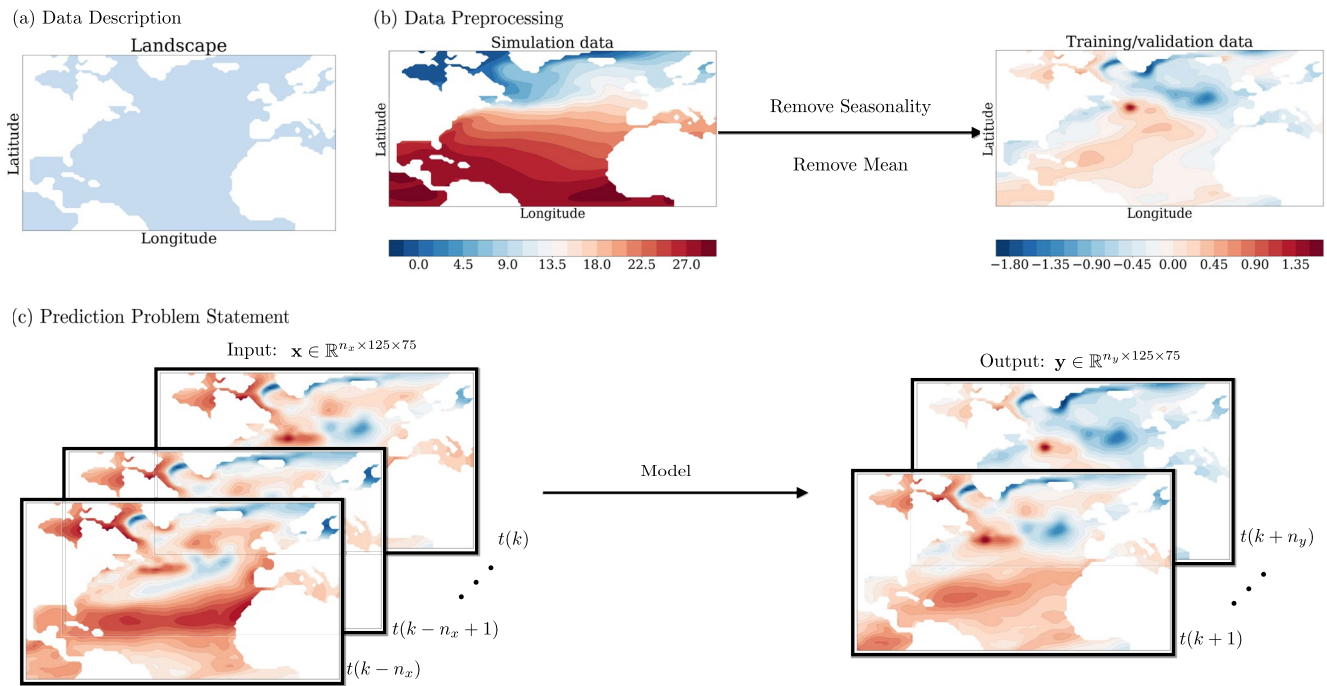 (a) Data Description
Landscape
Latitude
Longitude
(b) Data Preprocessing
Simulation data
Latitude
Longitude
0.0 4.5 9.0 13.5 18.0 22.5 27.0
Remove Seasonality
Remove Mean
Training/validation data
Latitude
Longitude
−1.80 −1.35 −0.90 −0.45 0.00 0.45 0.90 1.35
(c) Prediction Problem Statement
Input: x ∈ ℝ^{n_x×125×75}
t(k)
t(k − n_x + 1)
t(k − n_x)
Model
Output: y ∈ ℝ^{n_y×125×75}
t(k + n_y)
t(k + 1)